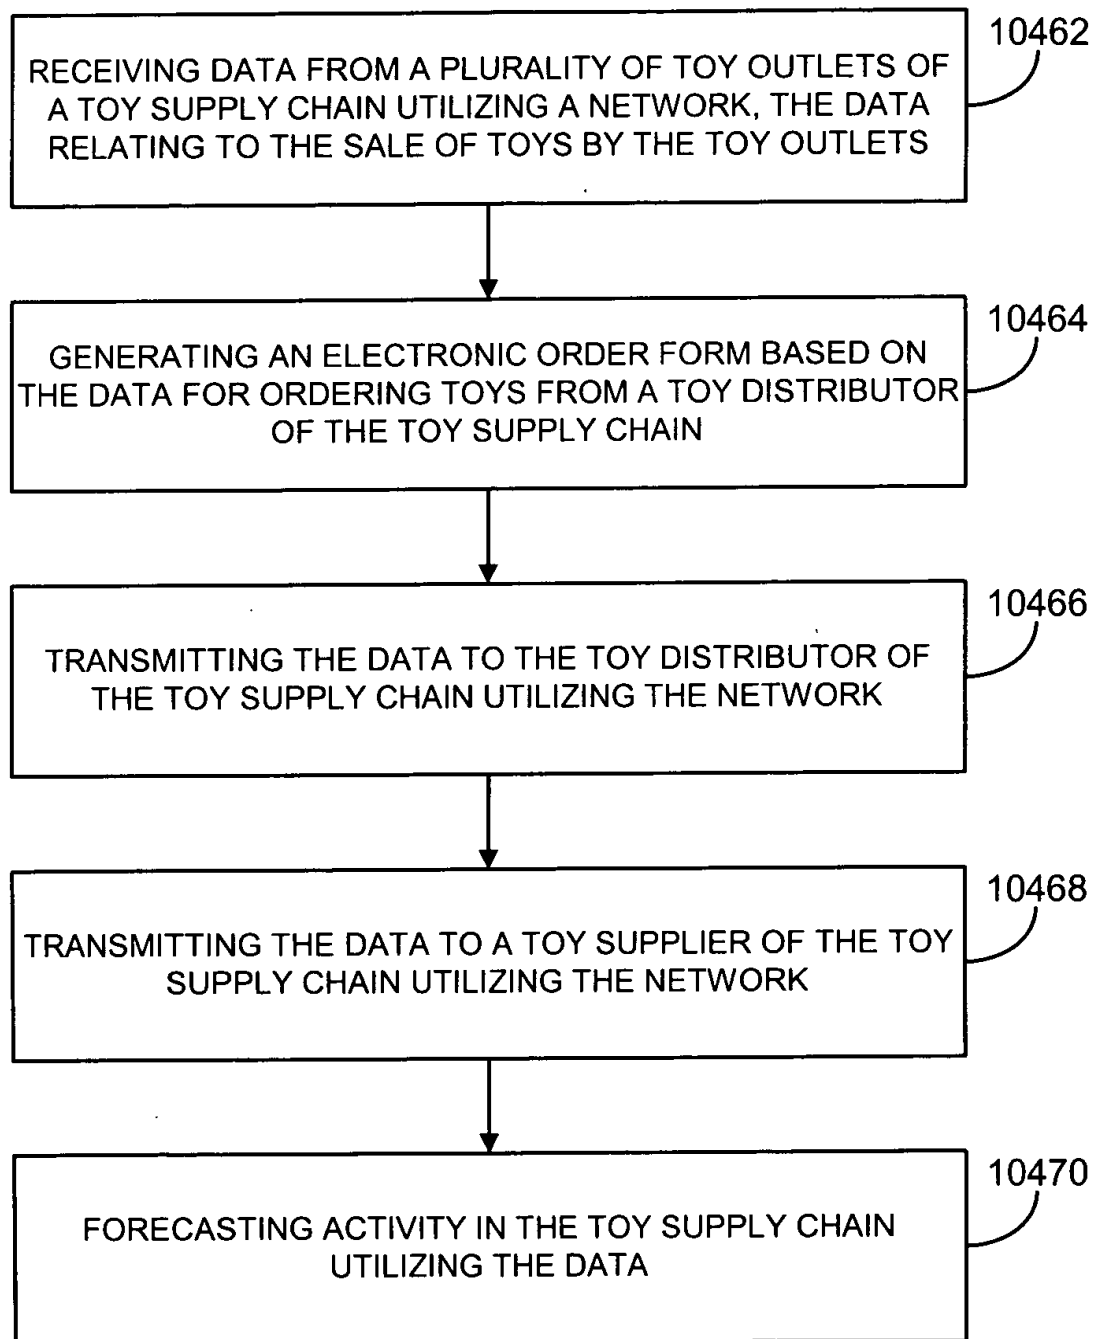 10462
RECEIVING DATA FROM A PLURALITY OF TOY OUTLETS OF
A TOY SUPPLY CHAIN UTILIZING A NETWORK, THE DATA
RELATING TO THE SALE OF TOYS BY THE TOY OUTLETS
10464
GENERATING AN ELECTRONIC ORDER FORM BASED ON
THE DATA FOR ORDERING TOYS FROM A TOY DISTRIBUTOR
OF THE TOY SUPPLY CHAIN
10466
TRANSMITTING THE DATA TO THE TOY DISTRIBUTOR OF
THE TOY SUPPLY CHAIN UTILIZING THE NETWORK
10468
TRANSMITTING THE DATA TO A TOY SUPPLIER OF THE TOY
SUPPLY CHAIN UTILIZING THE NETWORK
10470
FORECASTING ACTIVITY IN THE TOY SUPPLY CHAIN
UTILIZING THE DATA